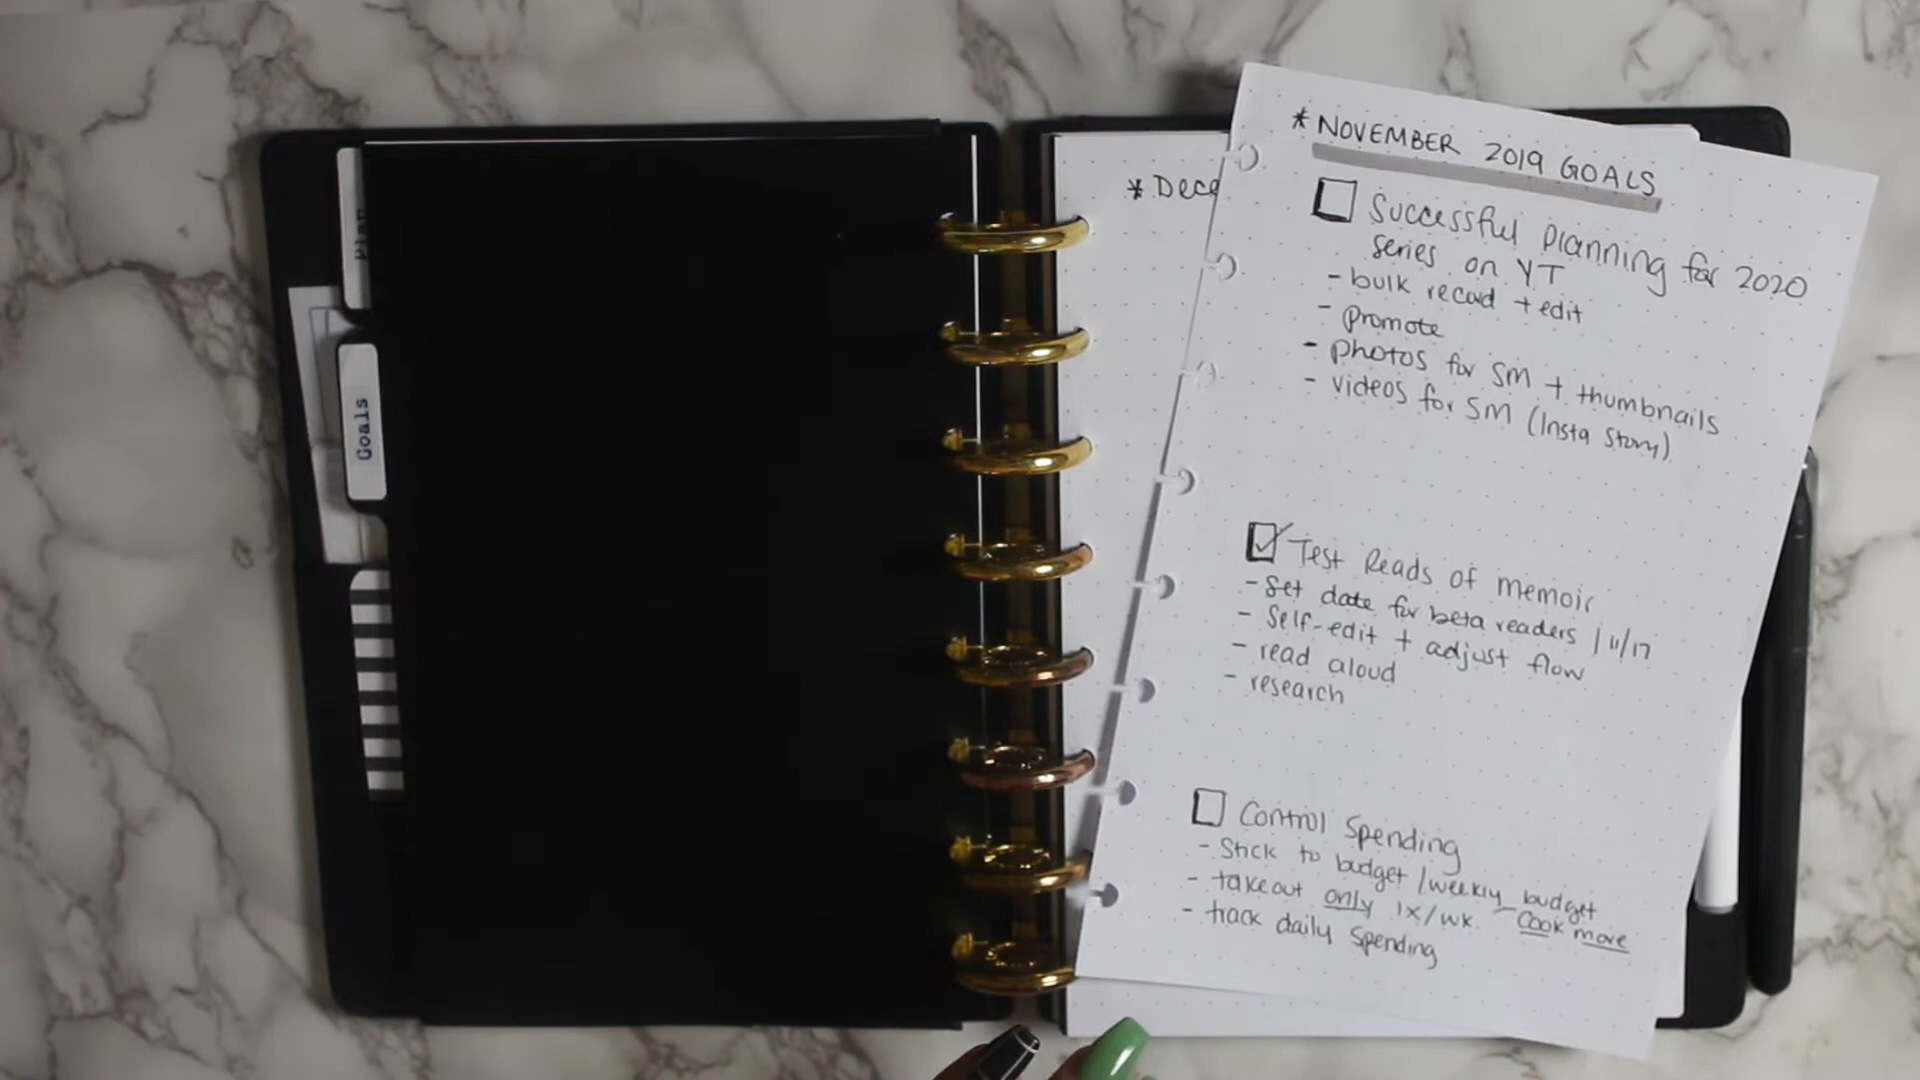 Plan
Goals
* Dece
* NOVEMBER 2019 GOALS
Successful planning for 2020
series on YT
- bulk record + edit
- promote
- photos for SM + thumbnails
- videos for SM (Insta Story)
Test Reads of memoir
- Set date for beta readers | 11/17
- Self-edit + adjust flow
- read aloud
- research
Control Spending
- Stick to budget / weekly budget
- takeout only 1x/wk. - Cook more
- track daily spending